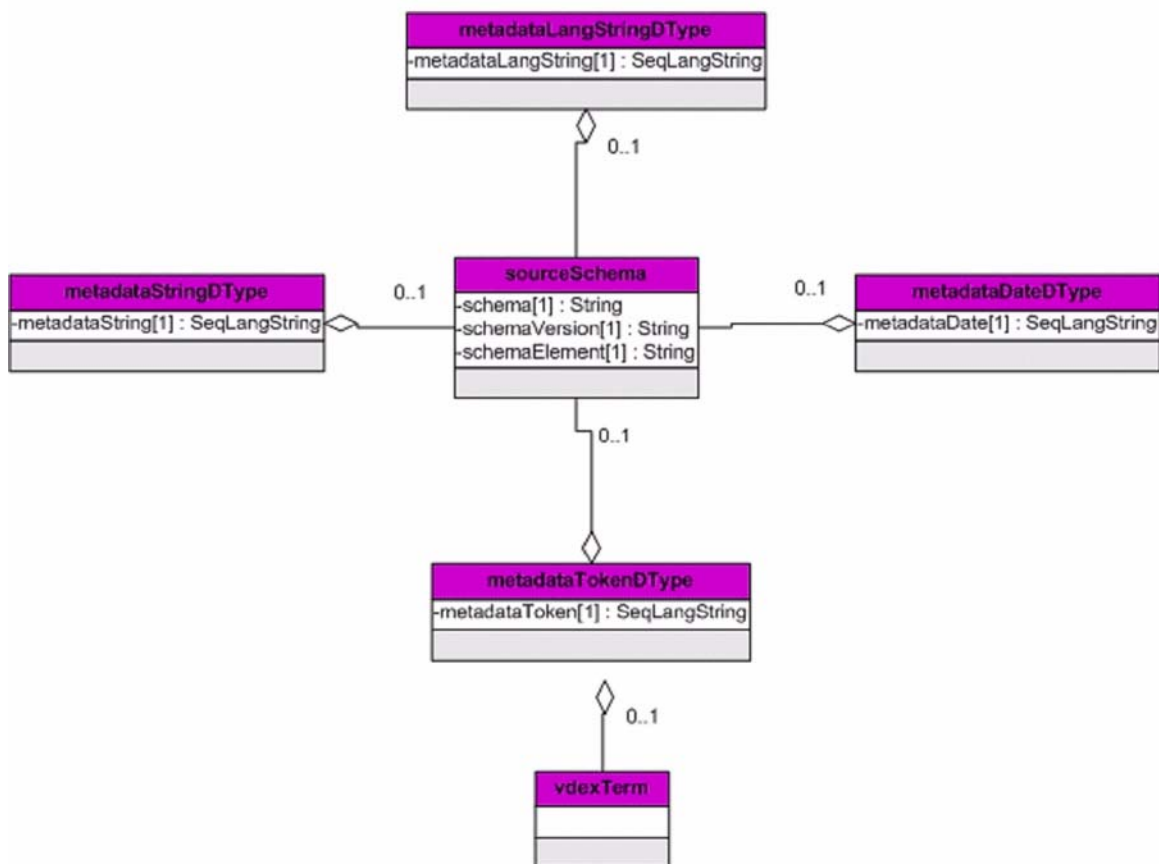 metadataLangStringDType
-metadataLangString[1] : SeqLangString
0..1
metadataStringDType
-metadataString[1] : SeqLangString
0..1
sourceSchema
-schema[1] : String
-schemaVersion[1] : String
-schemaElement[1] : String
0..1
metadataDateDType
-metadataDate[1] : SeqLangString
0..1
metadataTokenDType
-metadataToken[1] : SeqLangString
0..1
vdexTerm